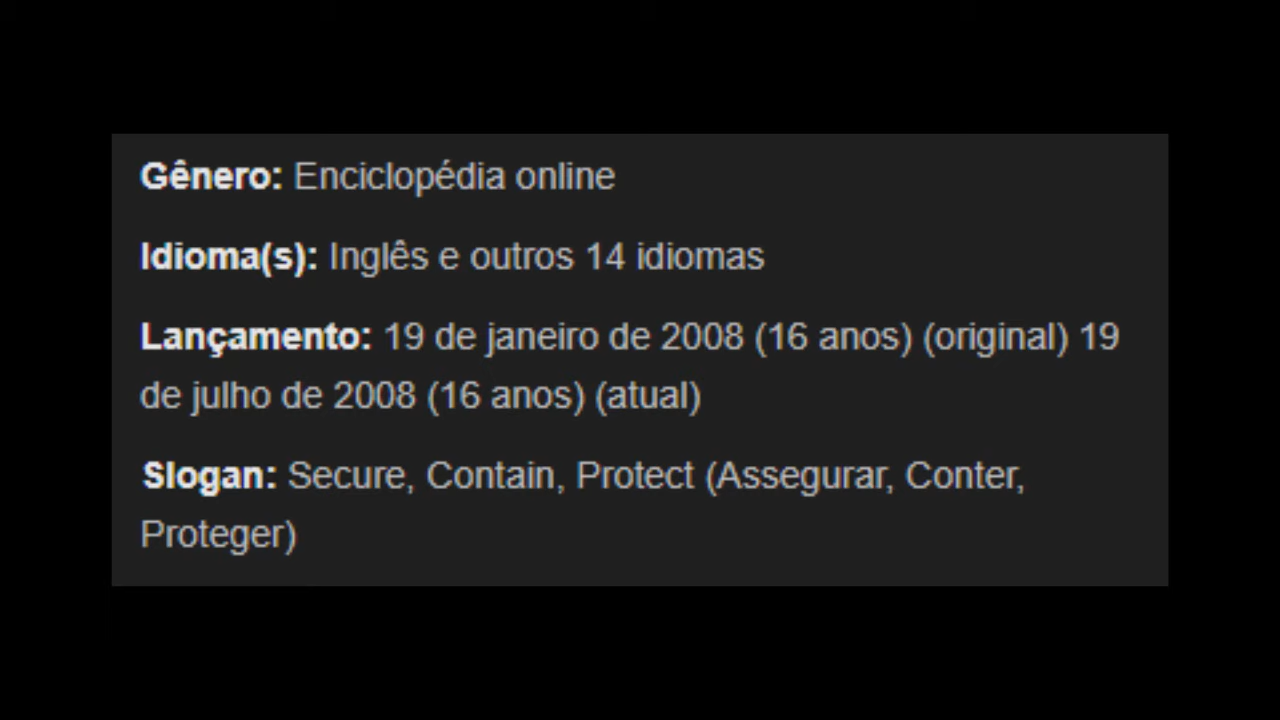 Gênero: Enciclopédia online
Idioma(s): Inglês e outros 14 idiomas
Lançamento: 19 de janeiro de 2008 (16 anos) (original) 19
de julho de 2008 (16 anos) (atual)
Slogan: Secure, Contain, Protect (Assegurar, Conter,
Proteger)